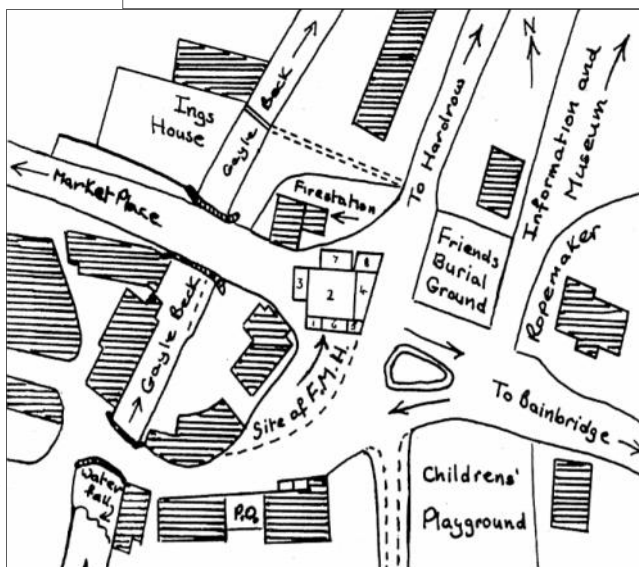 Ings
House
Gayle Beck
To Hardrow
N
Information and
Museum
Market Place
Firestation
Friends
Burial
Ground
Ropemaker
7
8
3
2
4
1
6
5
Gayle Beck
Site of F.M.H.
To Bainbridge
Water
fall
P.O.
Childrens'
Playground